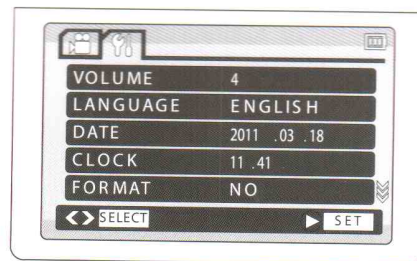 VOLUME 4
LANGUAGE ENGLISH
DATE 2011 .03 .18
CLOCK 11 .41
FORMAT NO
SELECT SET